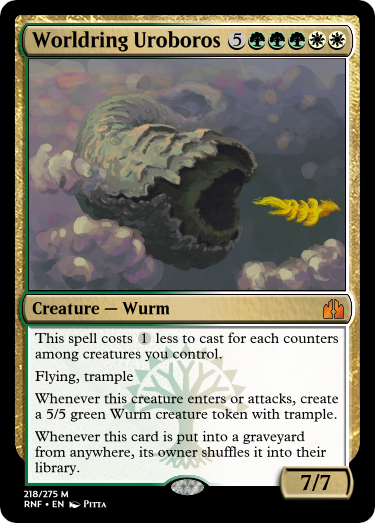 Worldring Uroboros 5
Creature — Wurm
This spell costs 1 less to cast for each counters
among creatures you control.
Flying, trample
Whenever this creature enters or attacks, create
a 5/5 green Wurm creature token with trample.
Whenever this card is put into a graveyard
from anywhere, its owner shuffles it into their
library.
7/7
218/275 M
RNF • EN Pitta